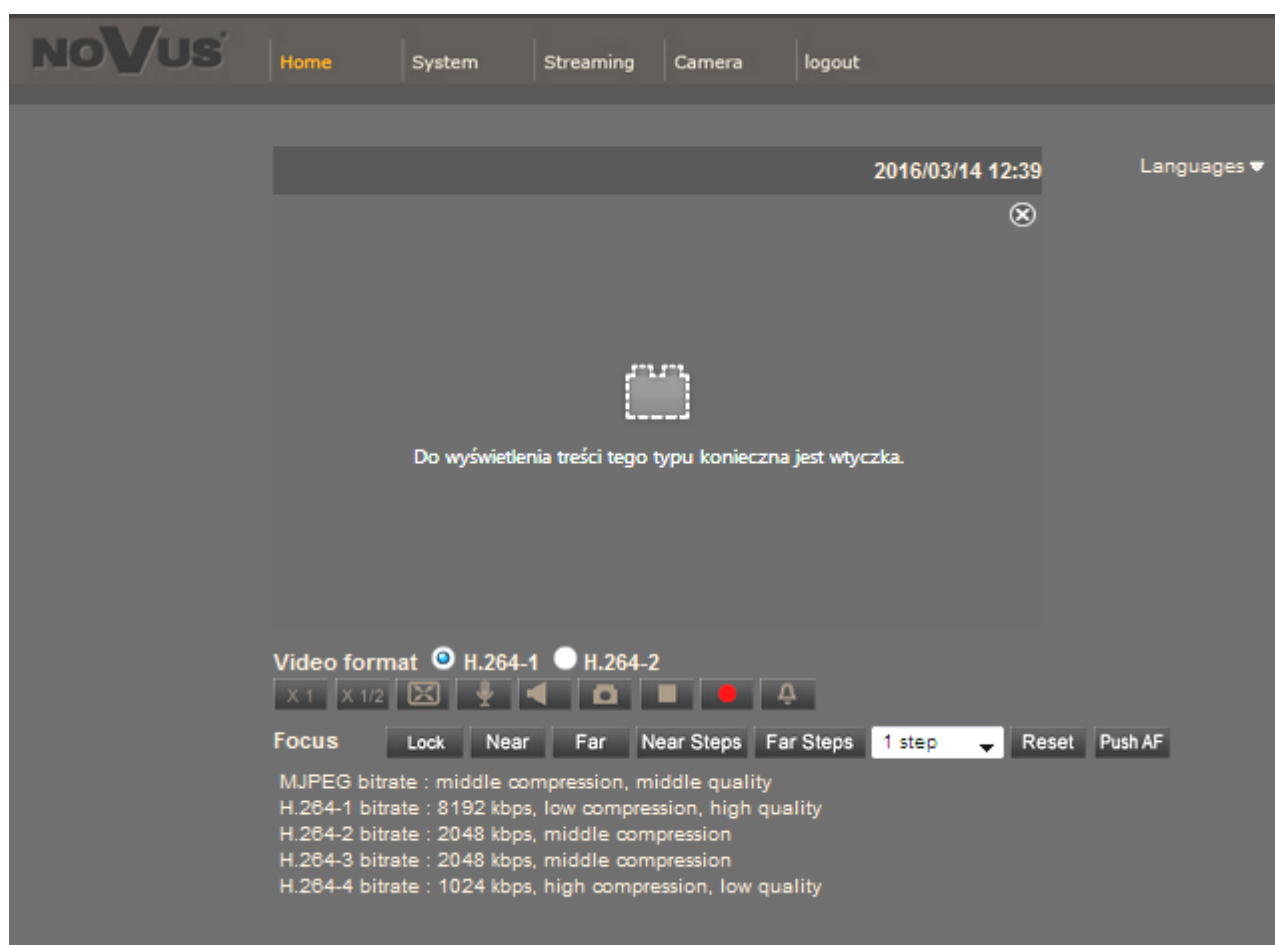 NOVUS
Home System Streaming Camera logout
2016/03/14 12:39
Languages
Do wyświetlenia treści tego typu konieczna jest wtyczka.
Video format H.264-1 H.264-2
X 1 X 1/2
Focus Lock Near Far Near Steps Far Steps 1 step Reset Push AF
MJPEG bitrate : middle compression, middle quality
H.264-1 bitrate : 8192 kbps, low compression, high quality
H.264-2 bitrate : 2048 kbps, middle compression
H.264-3 bitrate : 2048 kbps, middle compression
H.264-4 bitrate : 1024 kbps, high compression, low quality